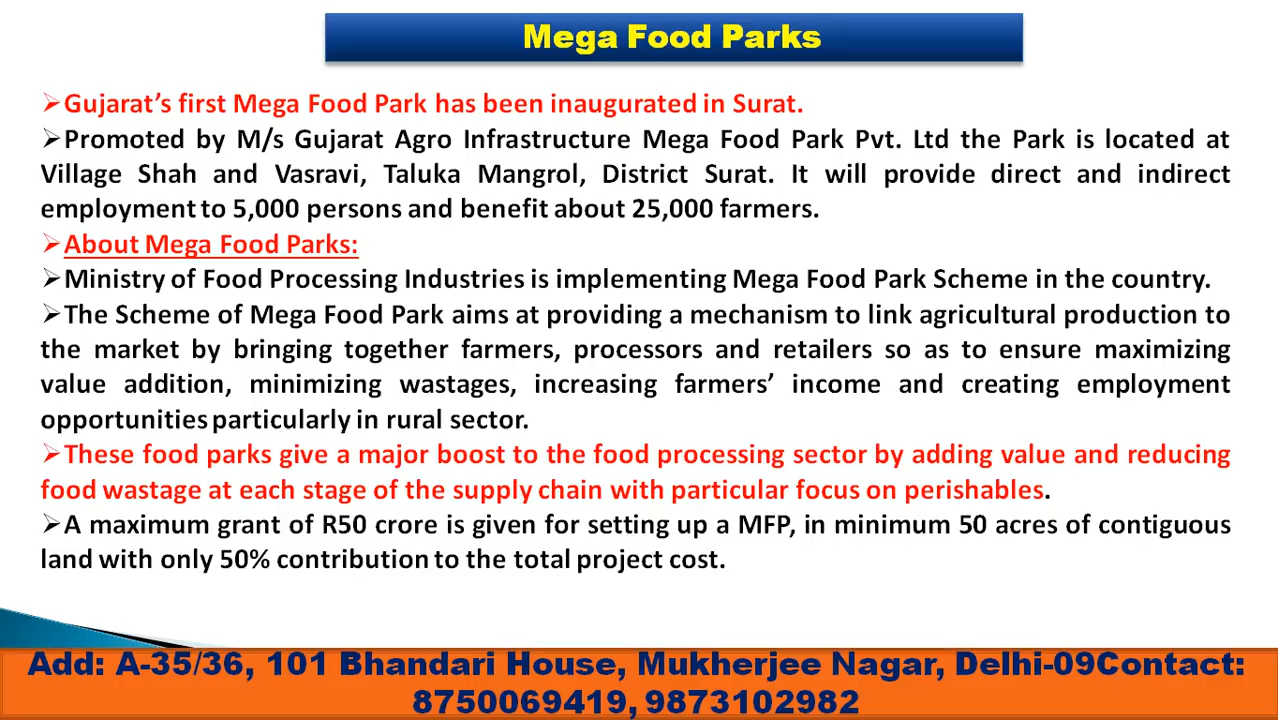 Mega Food Parks
➢Gujarat’s first Mega Food Park has been inaugurated in Surat.
➢Promoted by M/s Gujarat Agro Infrastructure Mega Food Park Pvt. Ltd the Park is located at
Village Shah and Vasravi, Taluka Mangrol, District Surat. It will provide direct and indirect
employment to 5,000 persons and benefit about 25,000 farmers.
➢About Mega Food Parks:
➢Ministry of Food Processing Industries is implementing Mega Food Park Scheme in the country.
➢The Scheme of Mega Food Park aims at providing a mechanism to link agricultural production to
the market by bringing together farmers, processors and retailers so as to ensure maximizing
value addition, minimizing wastages, increasing farmers’ income and creating employment
opportunities particularly in rural sector.
➢These food parks give a major boost to the food processing sector by adding value and reducing
food wastage at each stage of the supply chain with particular focus on perishables.
➢A maximum grant of R50 crore is given for setting up a MFP, in minimum 50 acres of contiguous
land with only 50% contribution to the total project cost.
Add: A-35/36, 101 Bhandari House, Mukherjee Nagar, Delhi-09Contact:
8750069419, 9873102982